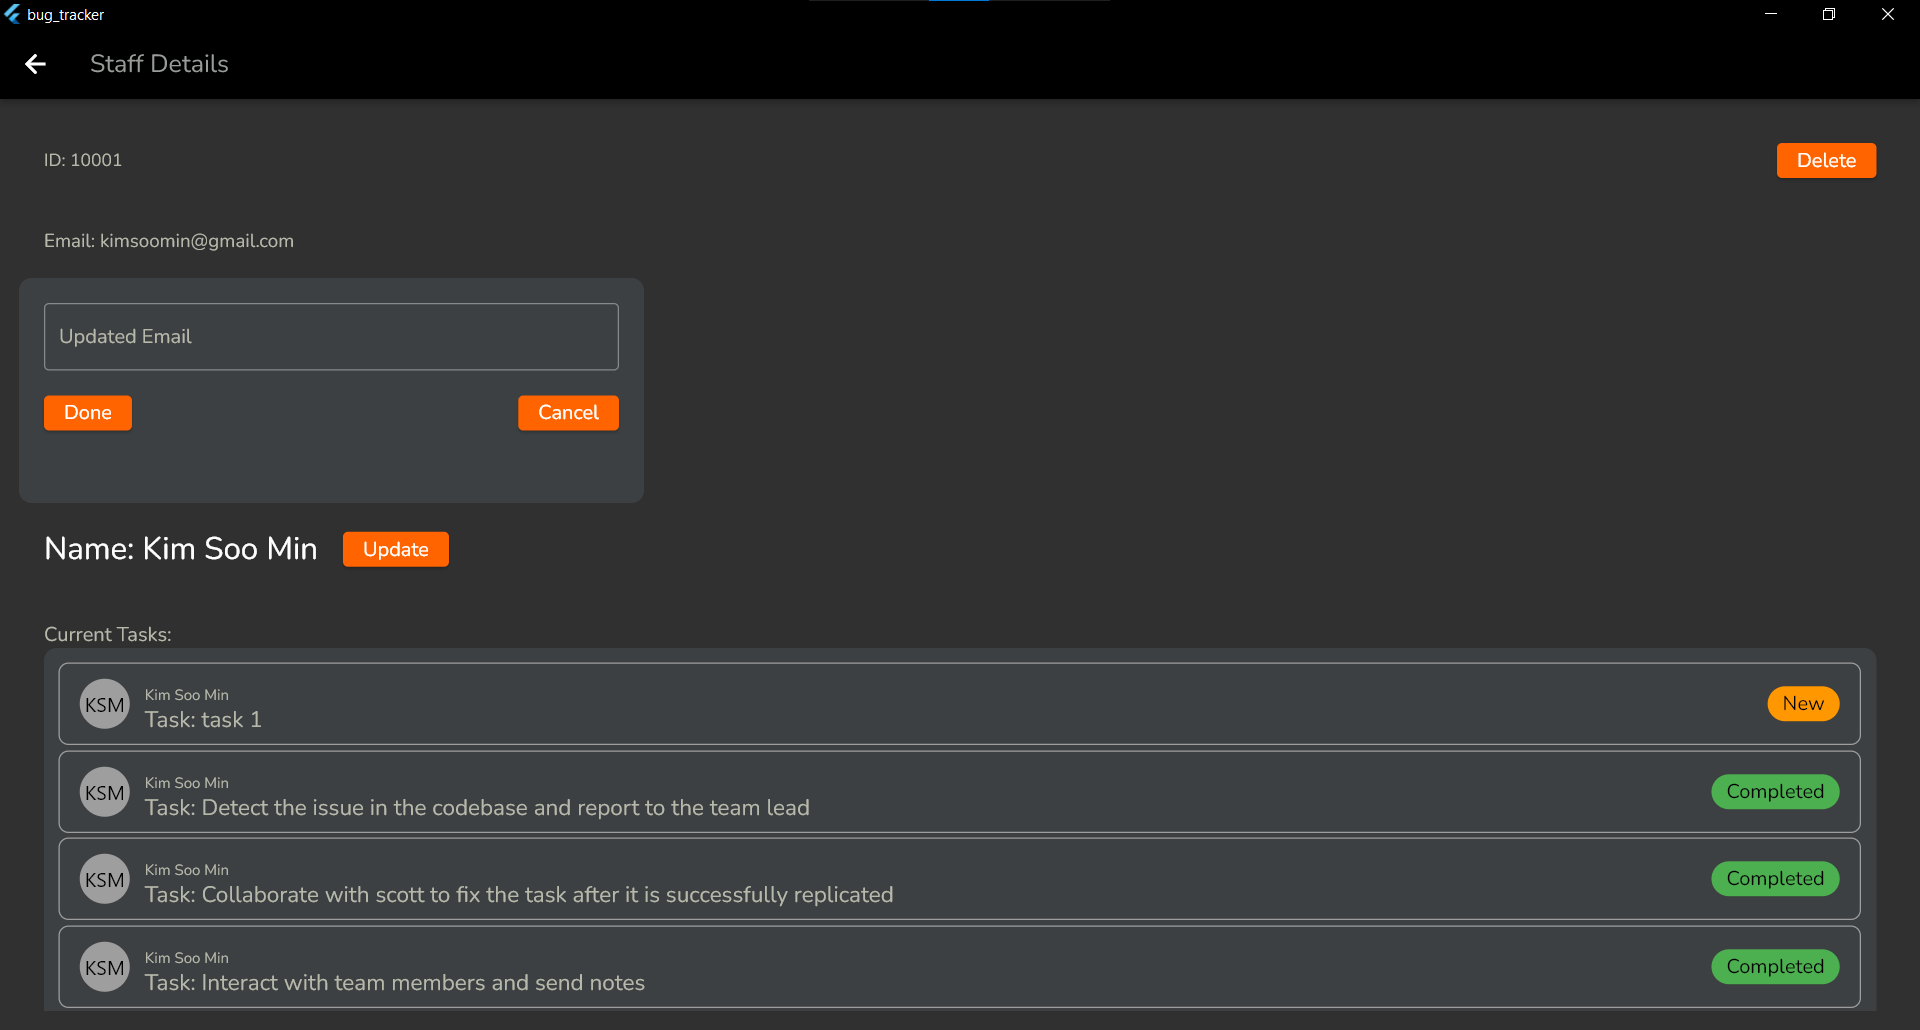 bug_tracker
Staff Details
ID: 10001
Delete
Email: kimsoomin@gmail.com
Updated Email
Done
Cancel
Name: Kim Soo Min
Update
Current Tasks:
KSM
Kim Soo Min
Task: task 1
New
KSM
Kim Soo Min
Task: Detect the issue in the codebase and report to the team lead
Completed
KSM
Kim Soo Min
Task: Collaborate with scott to fix the task after it is successfully replicated
Completed
KSM
Kim Soo Min
Task: Interact with team members and send notes
Completed